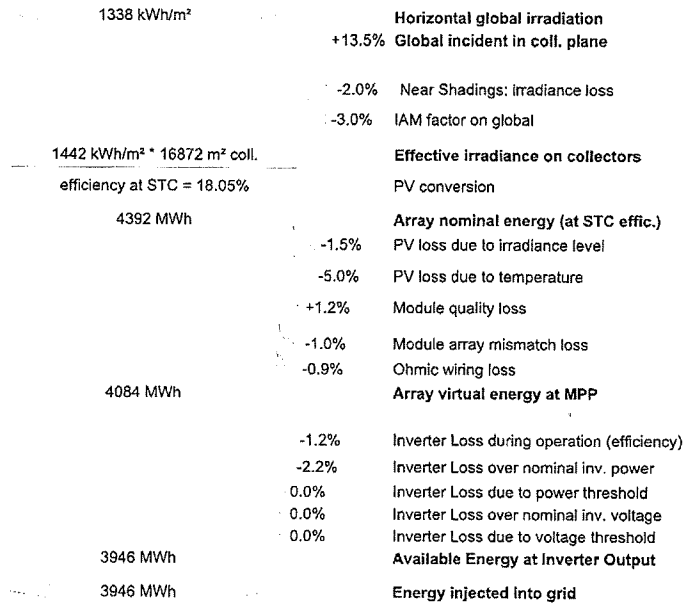 1338 kWh/m² Horizontal global irradiation
+13.5% Global incident in coll. plane
-2.0% Near Shadings: irradiance loss
-3.0% IAM factor on global
1442 kWh/m² * 16872 m² coll. Effective irradiance on collectors
efficiency at STC = 18.05% PV conversion
4392 MWh Array nominal energy (at STC effic.)
-1.5% PV loss due to irradiance level
-5.0% PV loss due to temperature
+1.2% Module quality loss
-1.0% Module array mismatch loss
-0.9% Ohmic wiring loss
4084 MWh Array virtual energy at MPP
-1.2% Inverter Loss during operation (efficiency)
-2.2% Inverter Loss over nominal inv. power
0.0% Inverter Loss due to power threshold
0.0% Inverter Loss over nominal inv. voltage
0.0% Inverter Loss due to voltage threshold
3946 MWh Available Energy at Inverter Output
3946 MWh Energy injected into grid